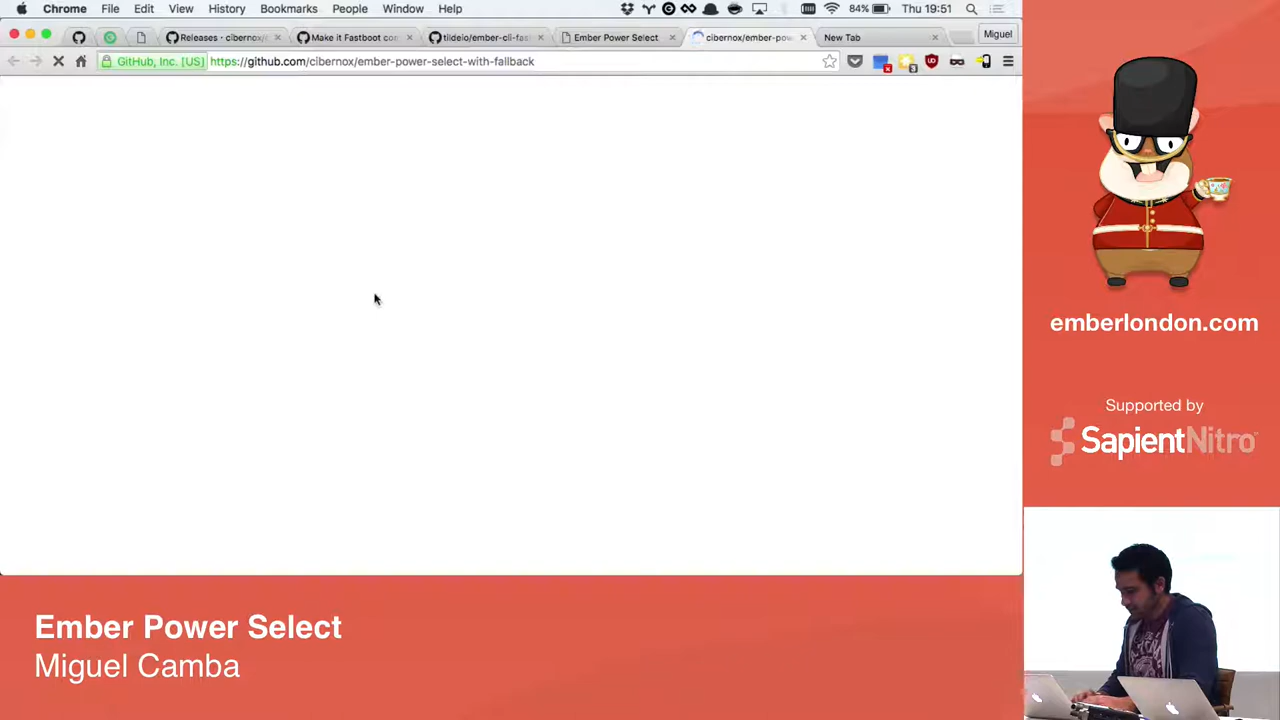 Chrome File Edit View History Bookmarks People Window Help 84% Thu 19:51
Releases · cibernox/e Make it Fastboot con tildeio/ember-cli-fas Ember Power Select cibernox/ember-pow New Tab Miguel
GitHub, Inc. [US] https://github.com/cibernox/ember-power-select-with-fallback
emberlondon.com
Supported by
SapientNitro
Ember Power Select
Miguel Camba